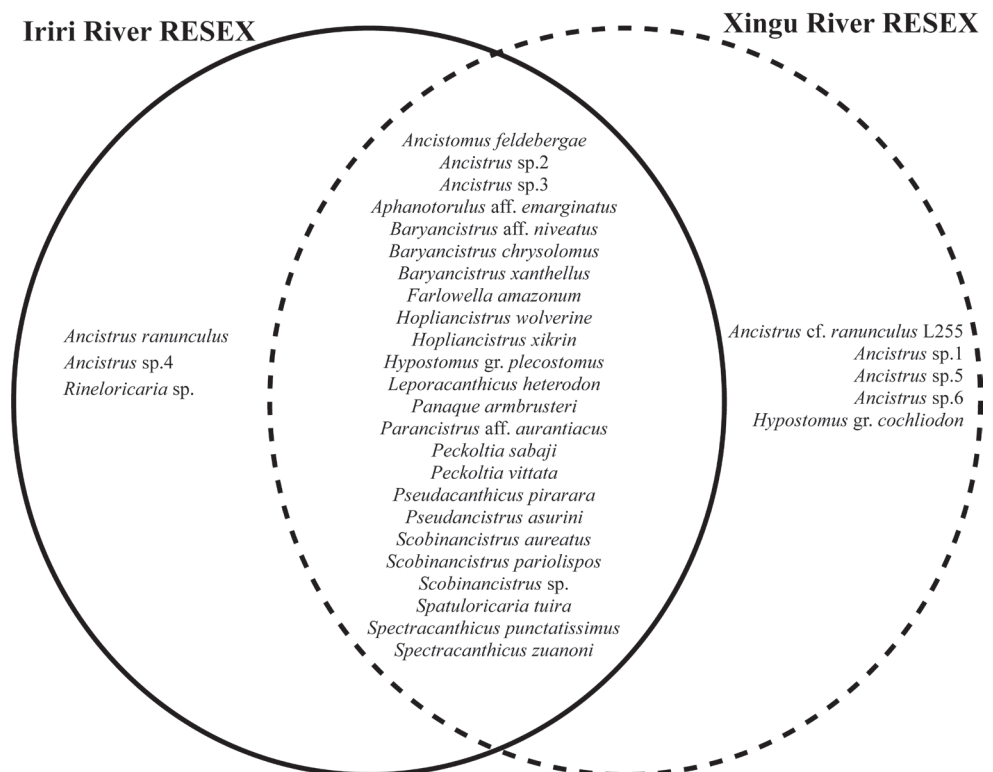 Iriri River RESEX
Xingu River RESEX
Ancistomus feldebergae
Ancistrus sp.2
Ancistrus sp.3
Aphanotorulus aff. emarginatus
Baryancistrus aff. niveatus
Baryancistrus chrysolomus
Baryancistrus xanthellus
Farlowella amazonum
Hopliancistrus wolverine
Hopliancistrus xikrin
Hypostomus gr. plecostomus
Leporacanthicus heterodon
Panaque armbrusteri
Parancistrus aff. aurantiacus
Peckoltia sabaji
Peckoltia vittata
Pseudacanthicus pirarara
Pseudancistrus asurini
Scobinancistrus aureatus
Scobinancistrus pariolispos
Scobinancistrus sp.
Spatuloricaria tuira
Spectracanthicus punctatissimus
Spectracanthicus zuanoni
Ancistrus ranunculus
Ancistrus sp.4
Rineloricaria sp.
Ancistrus cf. ranunculus L255
Ancistrus sp.1
Ancistrus sp.5
Ancistrus sp.6
Hypostomus gr. cochliodon